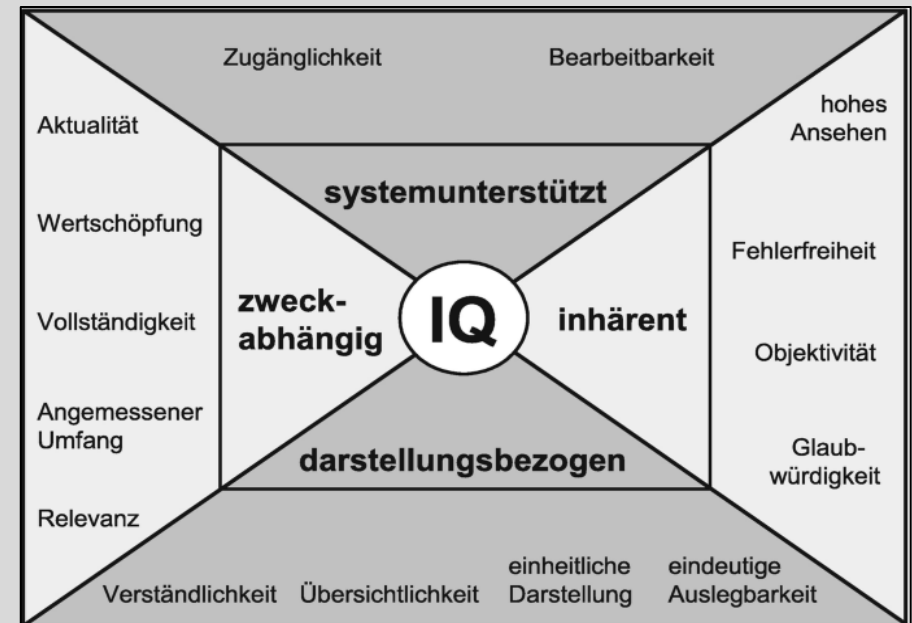 Zugänglichkeit
Bearbeitbarkeit
systemunterstützt
Aktualität
Wertschöpfung
Vollständigkeit
Angemessener
Umfang
Relevanz
zweck-
abhängig
IQ
inhärent
hohes
Ansehen
Fehlerfreiheit
Objektivität
Glaub-
würdigkeit
darstellungsbezogen
Verständlichkeit
Übersichtlichkeit
einheitliche
Darstellung
eindeutige
Auslegbarkeit